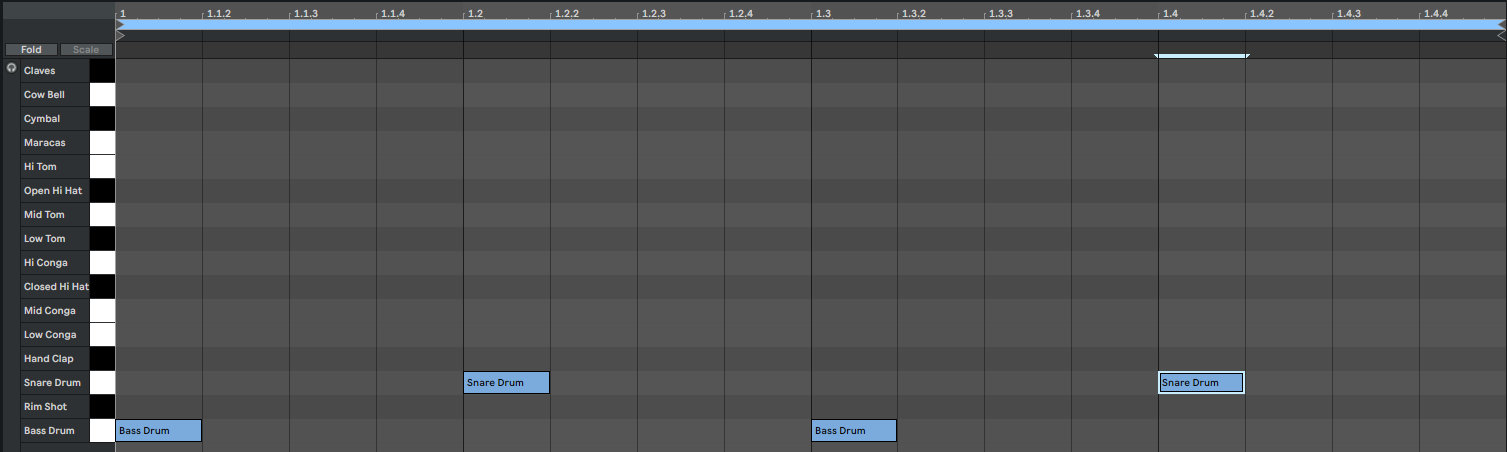 1 1.1.2 1.1.3 1.1.4 1.2 1.2.2 1.2.3 1.2.4 1.3 1.3.2 1.3.3 1.3.4 1.4 1.4.2 1.4.3 1.4.4
Fold Scale
Claves
Cow Bell
Cymbal
Maracas
Hi Tom
Open Hi Hat
Mid Tom
Low Tom
Hi Conga
Closed Hi Hat
Mid Conga
Low Conga
Hand Clap
Snare Drum Snare Drum Snare Drum
Rim Shot
Bass Drum Bass Drum Bass Drum